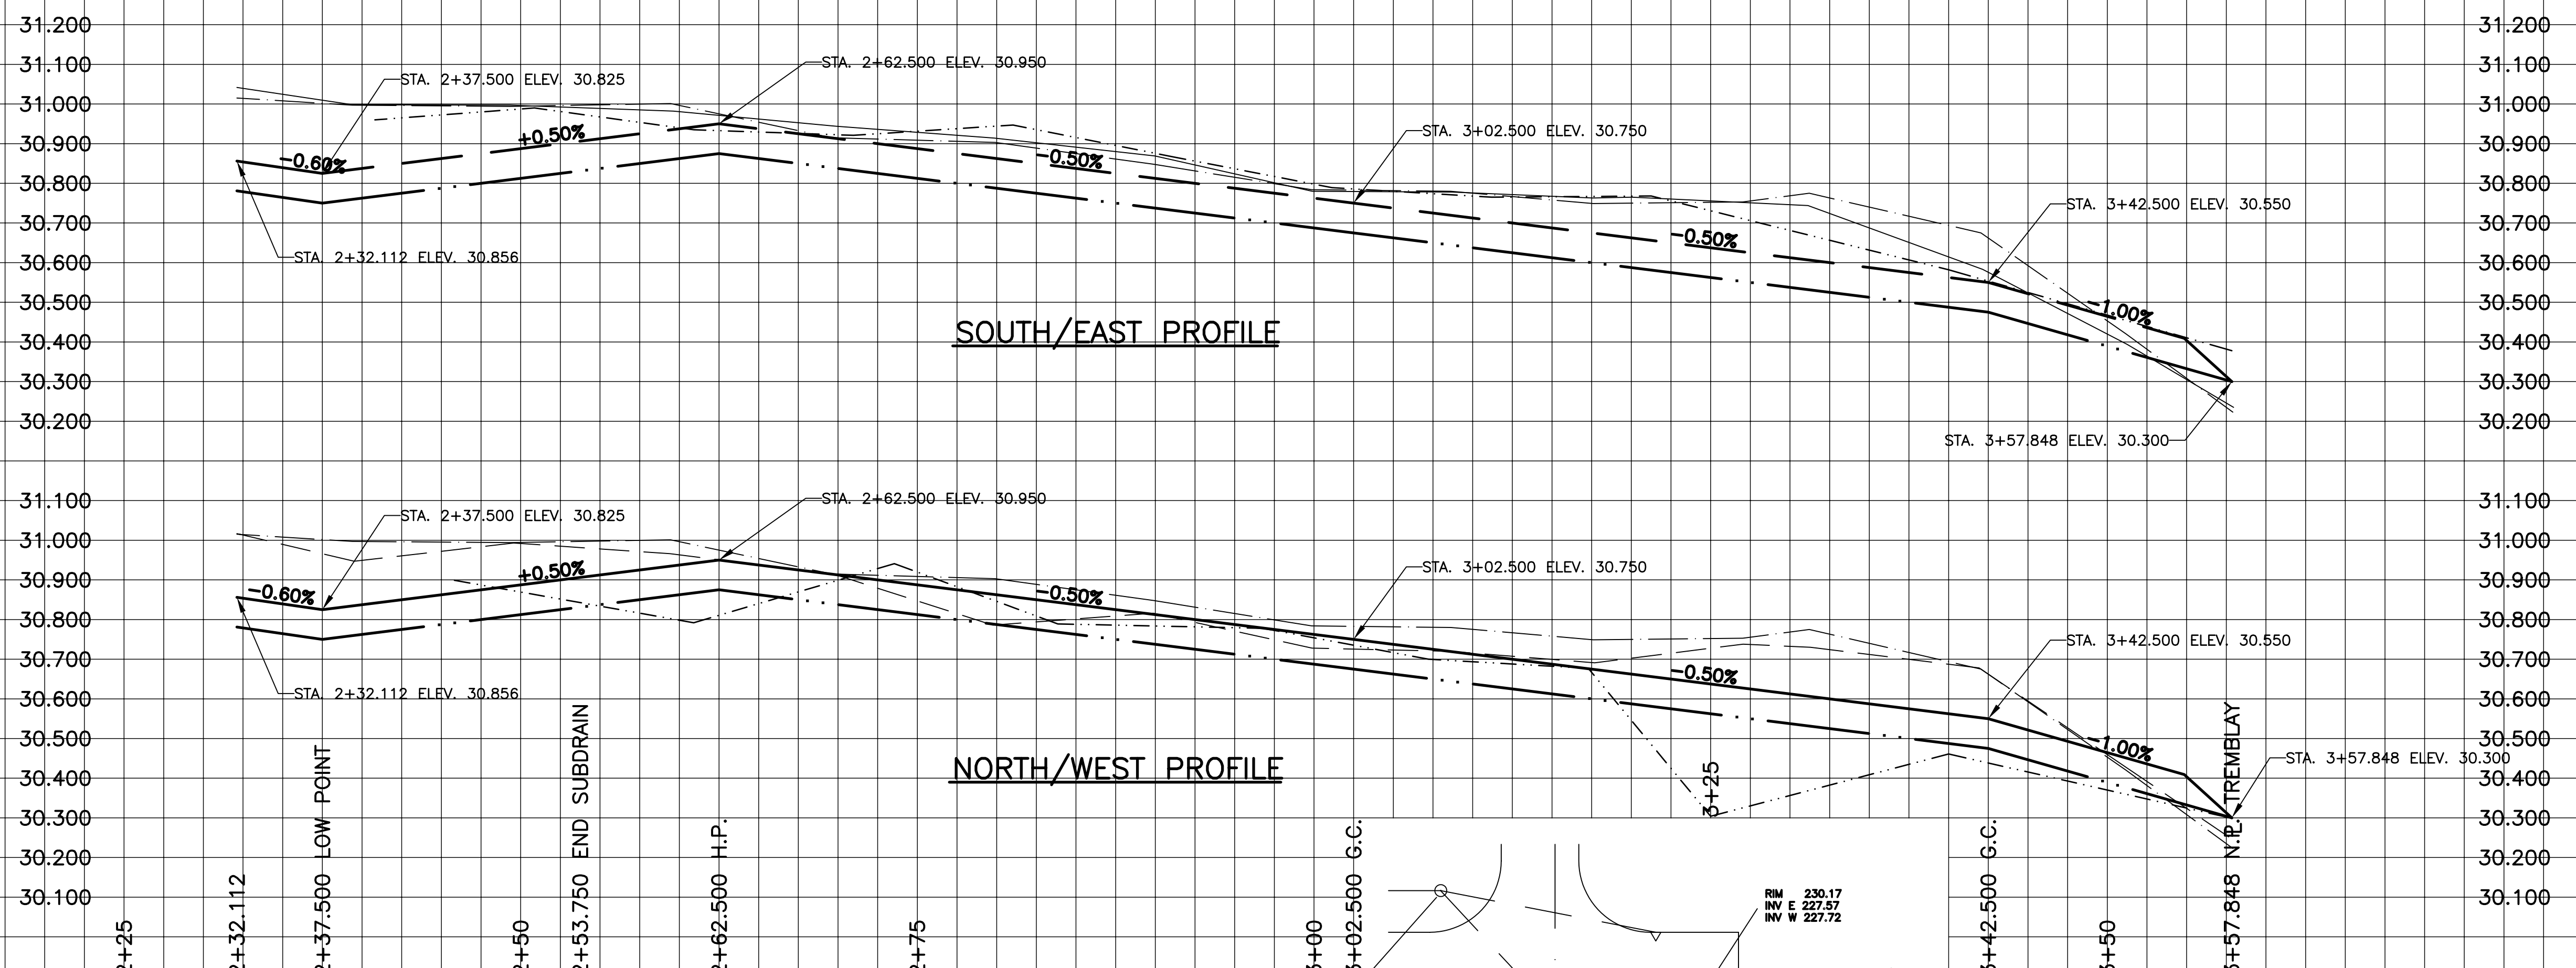 31.200 31.200
31.100 31.100
31.000 31.000
30.900 30.900
30.800 30.800
30.700 30.700
30.600 30.600
30.500 30.500
30.400 30.400
30.300 30.300
30.200 30.200
STA. 2+37.500 ELEV. 30.825
STA. 2+62.500 ELEV. 30.950
STA. 3+02.500 ELEV. 30.750
STA. 3+42.500 ELEV. 30.550
STA. 2+32.112 ELEV. 30.856
STA. 3+57.848 ELEV. 30.300
-0.60%
+0.50%
-0.50%
-0.50%
-1.00%
SOUTH/EAST PROFILE
31.100 31.100
31.000 31.000
30.900 30.900
30.800 30.800
30.700 30.700
30.600 30.600
30.500 30.500
30.400 30.400
30.300 30.300
30.200 30.200
30.100 30.100
STA. 2+37.500 ELEV. 30.825
STA. 2+62.500 ELEV. 30.950
STA. 3+02.500 ELEV. 30.750
STA. 3+42.500 ELEV. 30.550
STA. 2+32.112 ELEV. 30.856
STA. 3+57.848 ELEV. 30.300
-0.60%
+0.50%
-0.50%
-0.50%
-1.00%
NORTH/WEST PROFILE
2+25
2+32.112
2+37.500 LOW POINT
2+50
2+53.750 END SUBDRAIN
2+62.500 H.P.
2+75
3+00
3+02.500 G.C.
3+25
3+42.500 G.C.
3+50
3+57.848 N. TREMBLAY
RIM 230.17
INV E 227.57
INV W 227.72